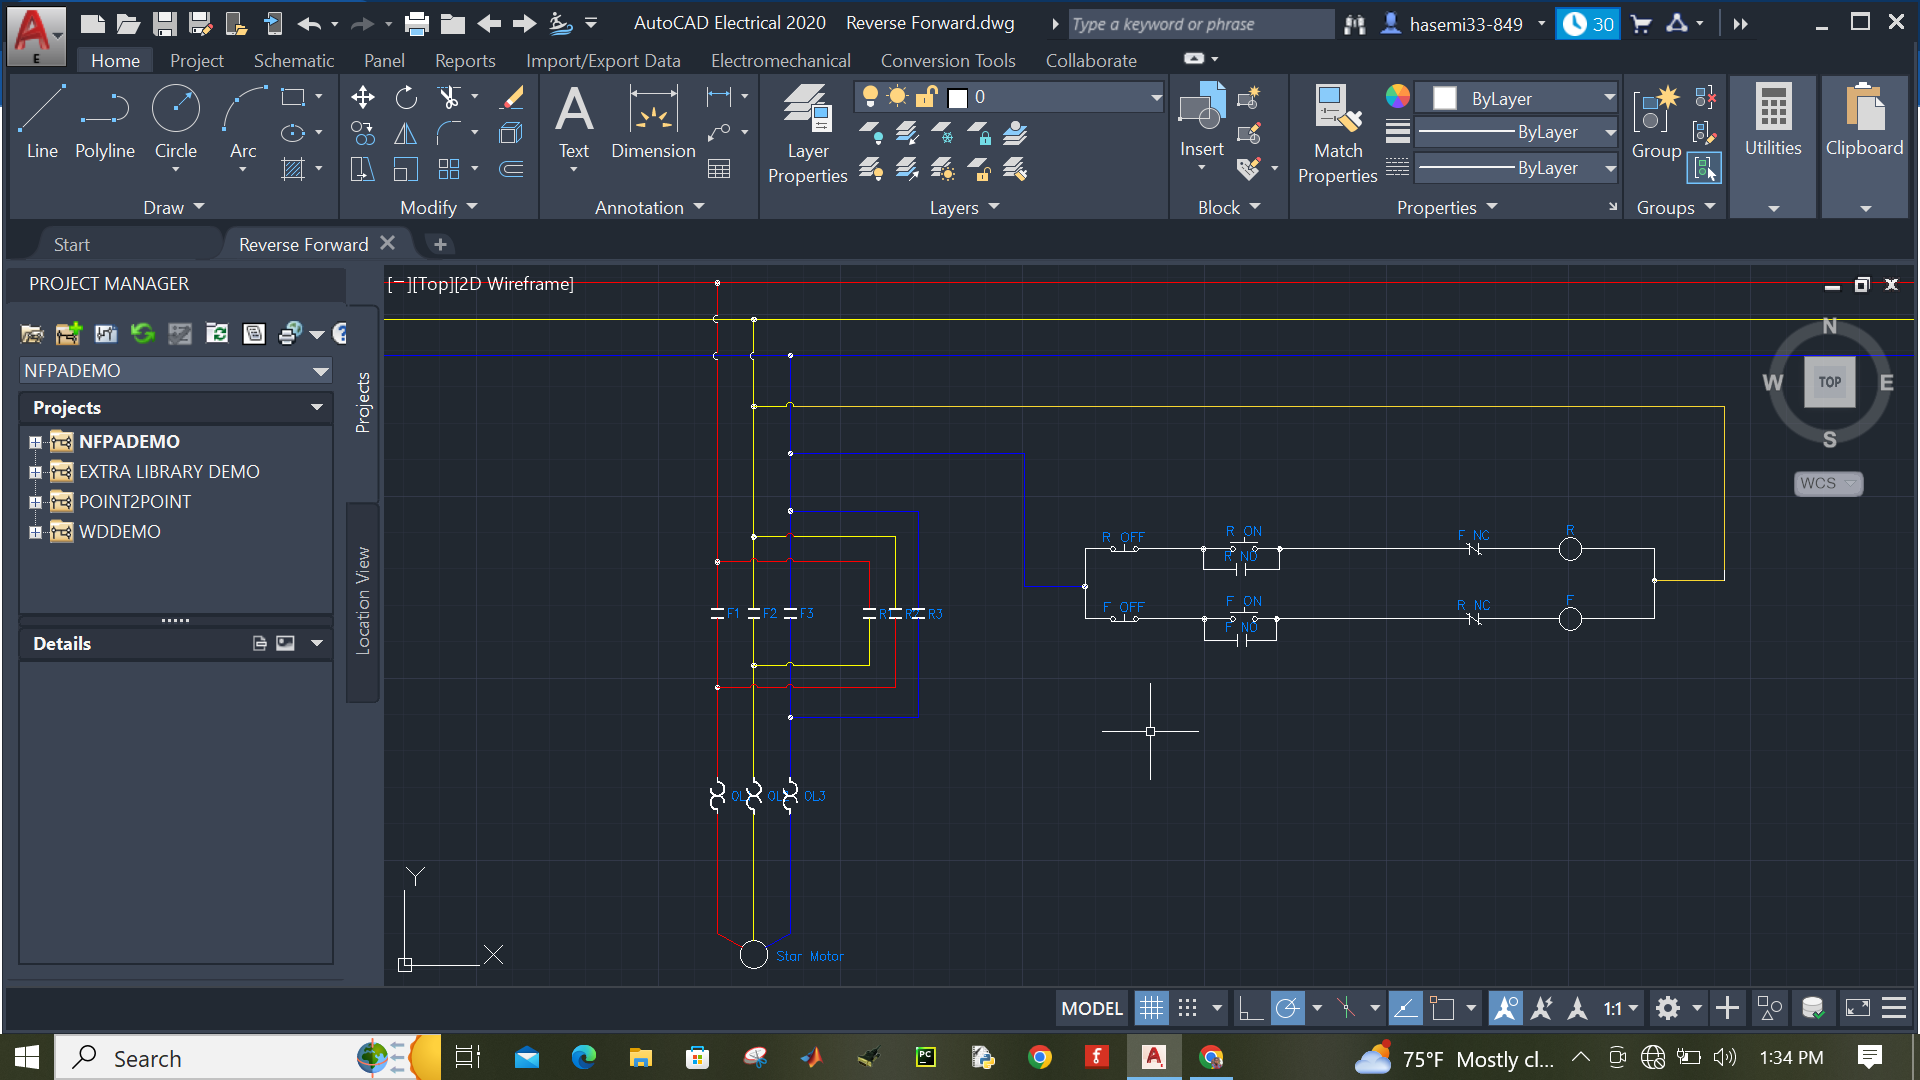 AutoCAD Electrical 2020 Reverse Forward.dwg
Type a keyword or phrase
hasemi33-849
30
A
E
Home Project Schematic Panel Reports Import/Export Data Electromechanical Conversion Tools Collaborate
Line Polyline Circle Arc
Draw
Modify
Text Dimension
Annotation
Layer
Properties
0
Layers
Insert
Block
Match
Properties
ByLayer
ByLayer
ByLayer
Properties
Group
Groups
Utilities
Clipboard
Start
Reverse Forward
PROJECT MANAGER
NFPADEMO
Projects
NFPADEMO
EXTRA LIBRARY DEMO
POINT2POINT
WDDEMO
Details
Projects
Location View
[−][Top][2D Wireframe]
N
W TOP E
S
WCS
R OFF
R ON
R NO
F NC
R
F OFF
F ON
F NO
R NC
F
F1 F2 F3 R3
OL3
Star Motor
Y
X
MODEL
1:1
Search
PC
75°F Mostly cl...
1:34 PM